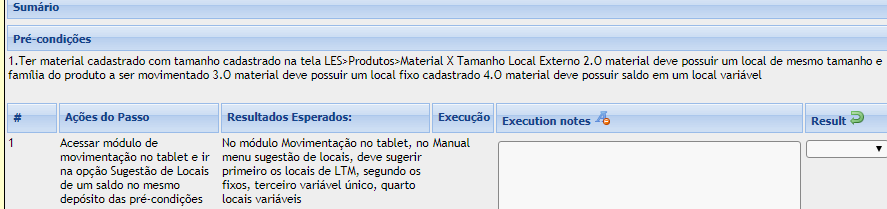 Sumário
Pré-condições
1.Ter material cadastrado com tamanho cadastrado na tela LES>Produtos>Material X Tamanho Local Externo 2.O material deve possuir um local de mesmo tamanho e
família do produto a ser movimentado 3.O material deve possuir um local fixo cadastrado 4.O material deve possuir saldo em um local variável
# Ações do Passo Resultados Esperados: Execução Execution notes Result
1 Acessar módulo de No módulo Movimentação no tablet, no Manual
movimentação no tablet e ir menu sugestão de locais, deve sugerir
na opção Sugestão de Locais primeiro os locais de LTM, segundo os
de um saldo no mesmo fixos, terceiro variável único, quarto
depósito das pré-condições locais variáveis